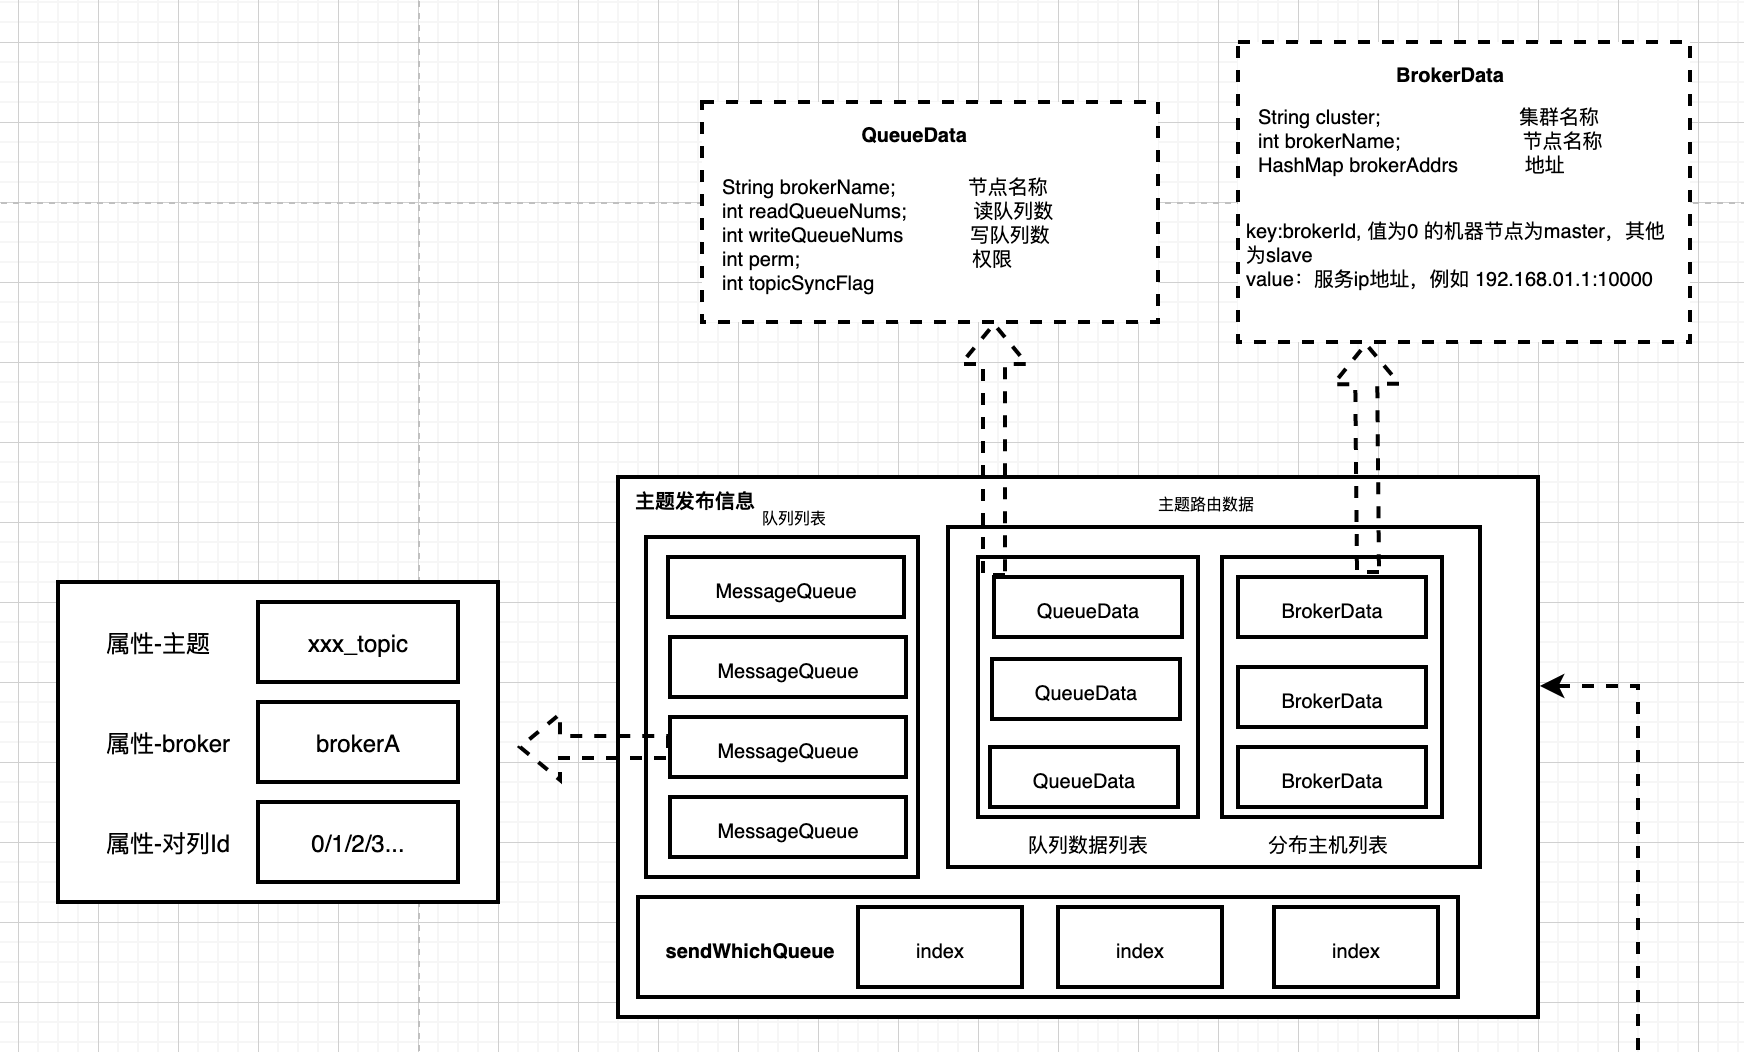 BrokerData
String cluster; 集群名称
int brokerName; 节点名称
HashMap brokerAddrs 地址
key:brokerId, 值为0 的机器节点为master，其他
为slave
value：服务ip地址，例如 192.168.01.1:10000
QueueData
String brokerName; 节点名称
int readQueueNums; 读队列数
int writeQueueNums 写队列数
int perm; 权限
int topicSyncFlag
主题发布信息
队列列表
MessageQueue
MessageQueue
MessageQueue
MessageQueue
主题路由数据
QueueData
QueueData
QueueData
队列数据列表
BrokerData
BrokerData
BrokerData
分布主机列表
sendWhichQueue index index index
属性-主题 xxx_topic
属性-broker brokerA
属性-对列Id 0/1/2/3...